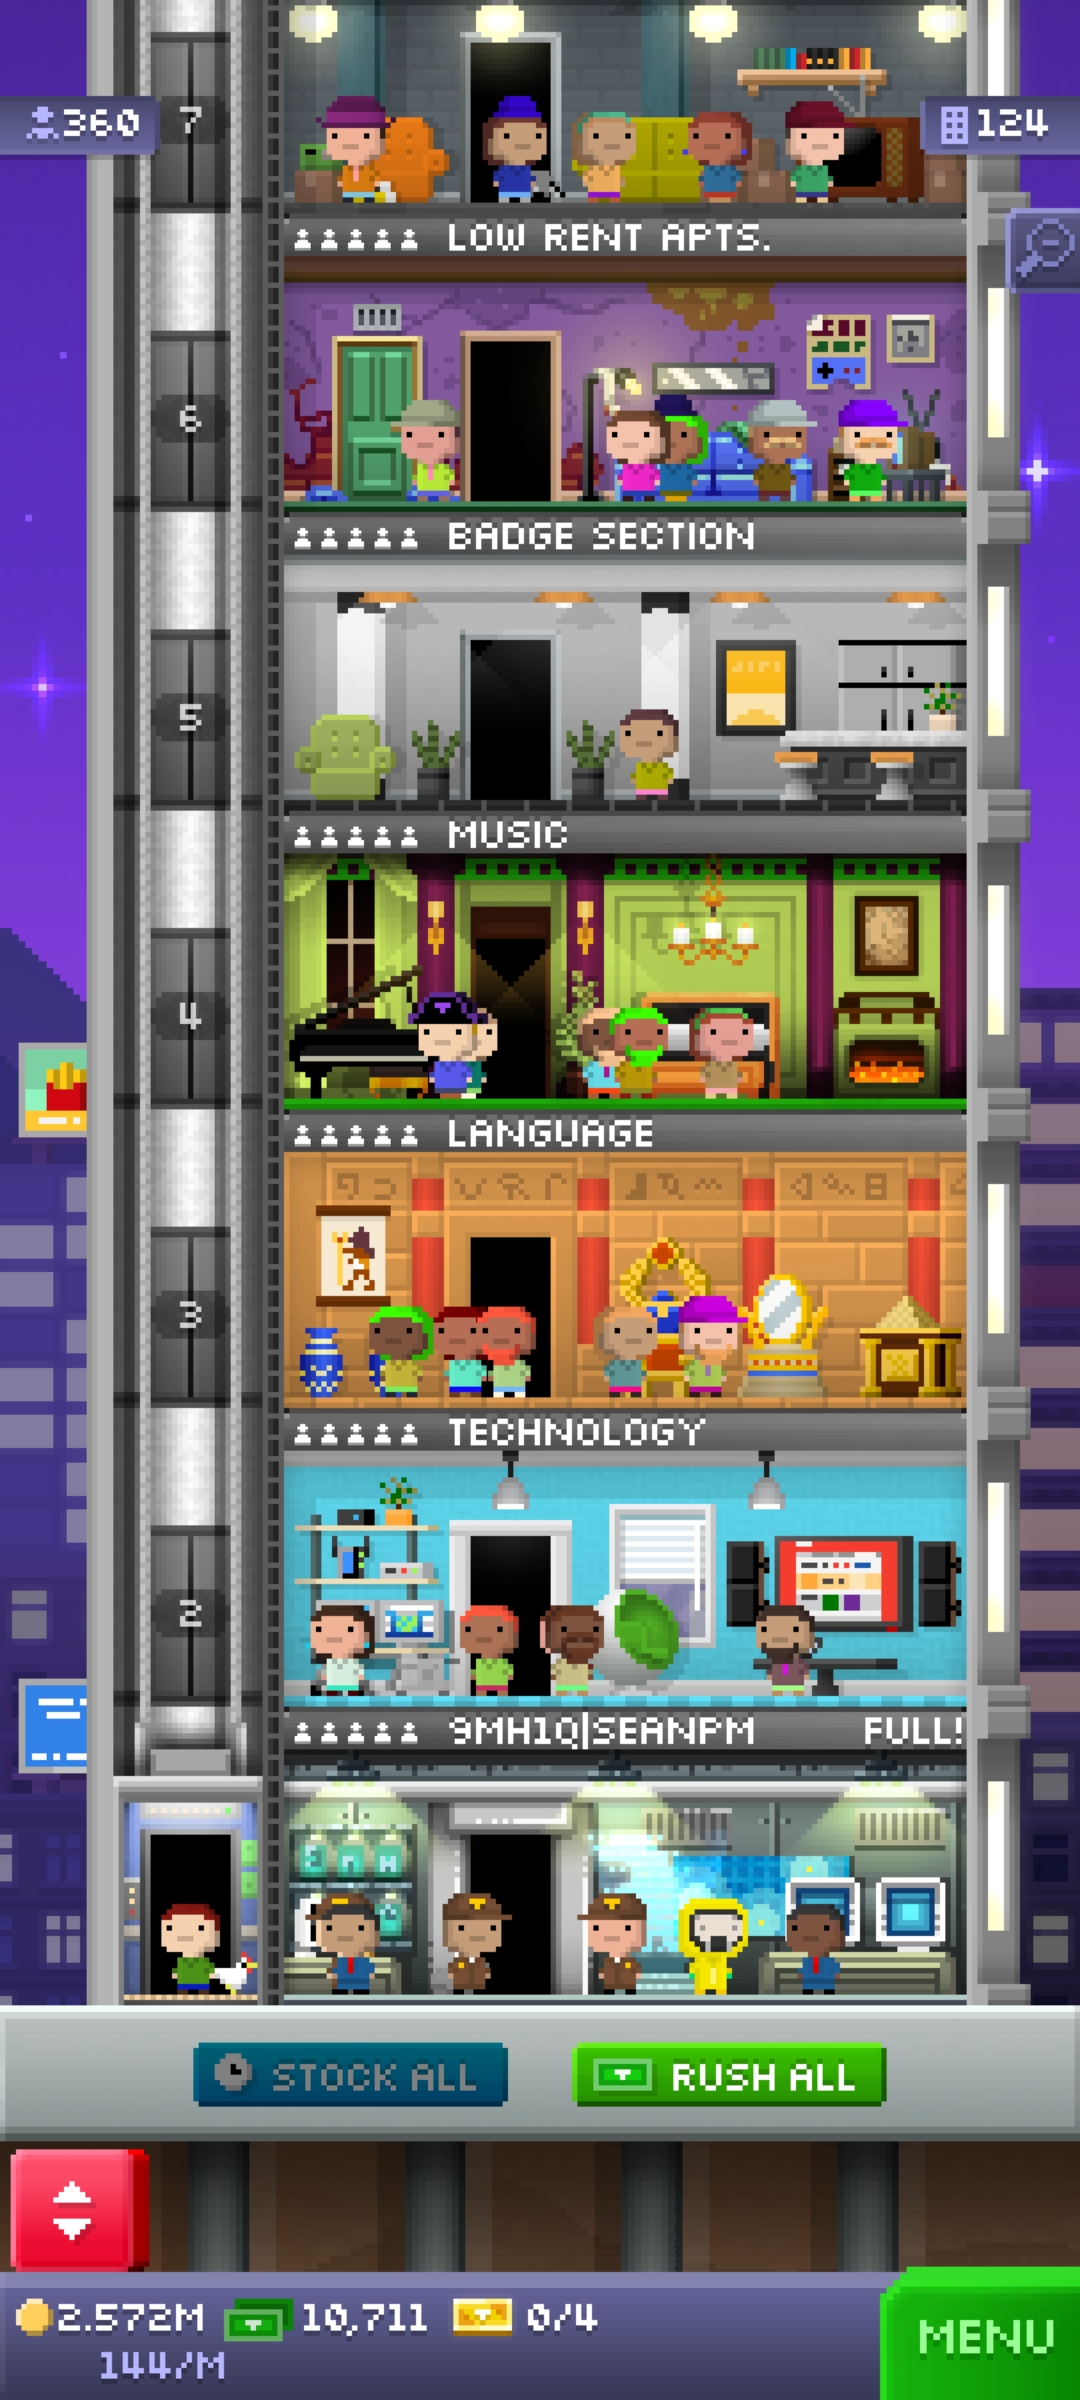 7
360
124
LOW RENT APTS.
6
BADGE SECTION
5
MUSIC
4
LANGUAGE
3
TECHNOLOGY
2
9MH1Q|SEANPM FULL!
STOCK ALL
RUSH ALL
2.572M 10,711 0/4
144/M
MENU